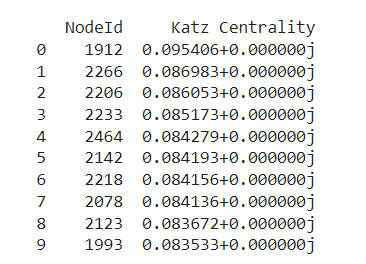 NodeId Katz Centrality
0 1912 0.095406+0.000000j
1 2266 0.086983+0.000000j
2 2206 0.086053+0.000000j
3 2233 0.085173+0.000000j
4 2464 0.084279+0.000000j
5 2142 0.084193+0.000000j
6 2218 0.084156+0.000000j
7 2078 0.084136+0.000000j
8 2123 0.083672+0.000000j
9 1993 0.083533+0.000000j